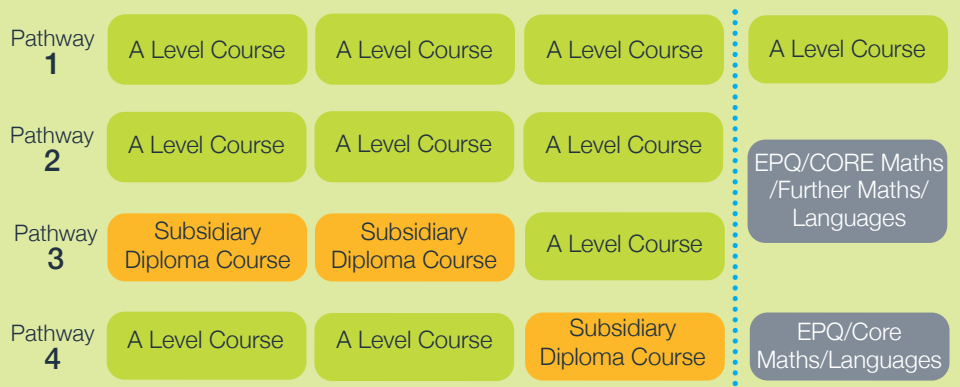 Pathway
1
A Level Course
A Level Course
A Level Course
A Level Course
Pathway
2
A Level Course
A Level Course
A Level Course
EPQ/CORE Maths
/Further Maths/
Languages
Pathway
3
Subsidiary
Diploma Course
Subsidiary
Diploma Course
A Level Course
Pathway
4
A Level Course
A Level Course
Subsidiary
Diploma Course
EPQ/Core
Maths/Languages